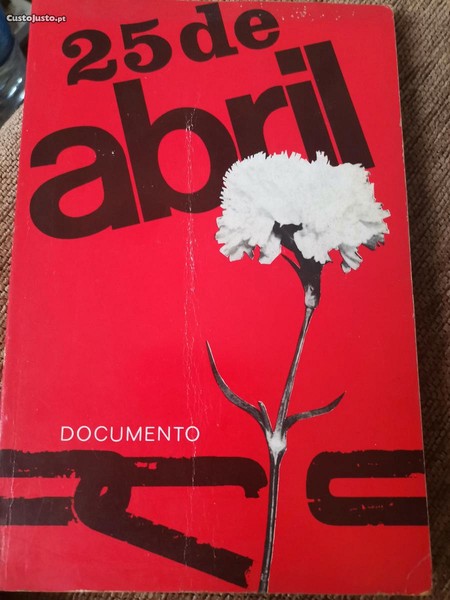 CustoJusto.pt
25 de
abril
DOCUMENTO